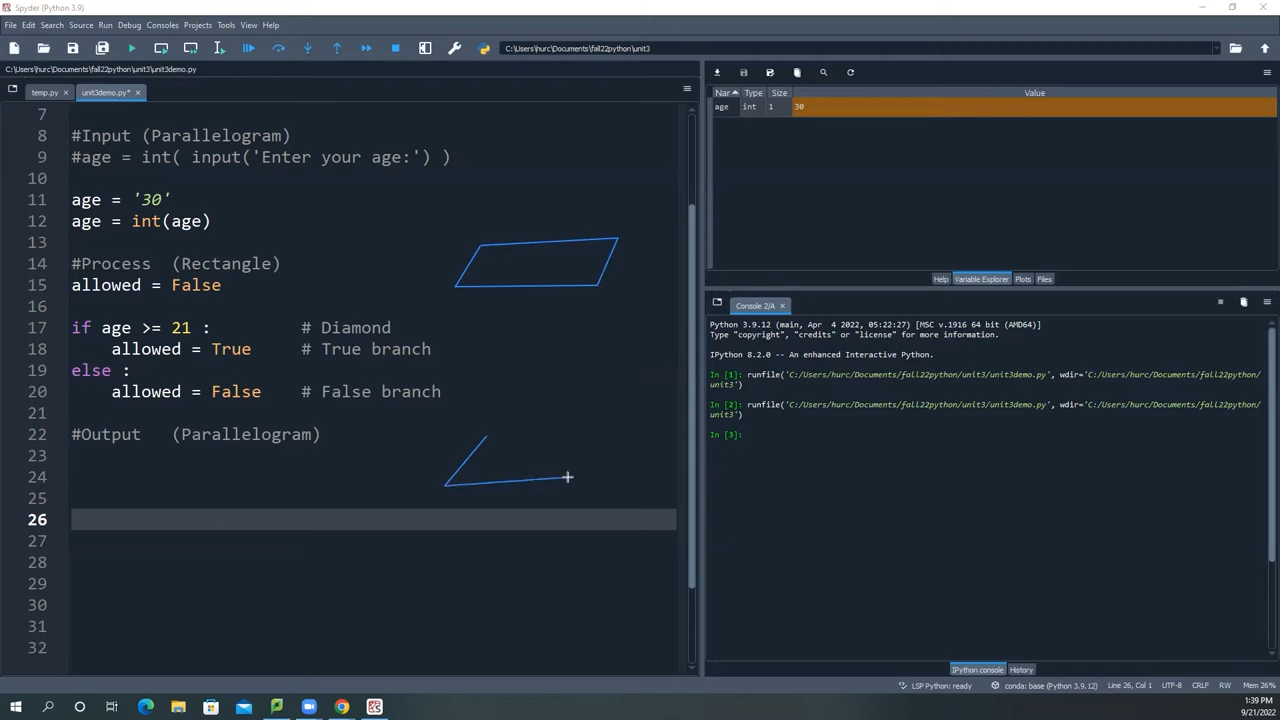 Spyder (Python 3.9)
File Edit Search Source Run Debug Consoles Projects Tools View Help
C:\Users\hurc\Documents\fall22python\unit3
C:\Users\hurc\Documents\fall22python\unit3\unit3demo.py
temp.py unit3demo.py*
7
8 #Input (Parallelogram)
9 #age = int( input('Enter your age:') )
10
11 age = '30'
12 age = int(age)
13
14 #Process (Rectangle)
15 allowed = False
16
17 if age >= 21 : # Diamond
18 allowed = True # True branch
19 else :
20 allowed = False # False branch
21
22 #Output (Parallelogram)
23
24
25
26
27
28
29
30
31
32
Nar Type Size Value
age int 1 30
Help Variable Explorer Plots Files
Console 2/A
Python 3.9.12 (main, Apr 4 2022, 05:22:27) [MSC v.1916 64 bit (AMD64)]
Type "copyright", "credits" or "license" for more information.
IPython 8.2.0 -- An enhanced Interactive Python.
In [1]: runfile('C:/Users/hurc/Documents/fall22python/unit3/unit3demo.py', wdir='C:/Users/hurc/Documents/fall22python/
unit3')
In [2]: runfile('C:/Users/hurc/Documents/fall22python/unit3/unit3demo.py', wdir='C:/Users/hurc/Documents/fall22python/
unit3')
In [3]:
IPython console History
LSP Python: ready conda: base (Python 3.9.12) Line 26, Col 1 UTF-8 CRLF RW Mem 26%
1:39 PM
9/21/2022